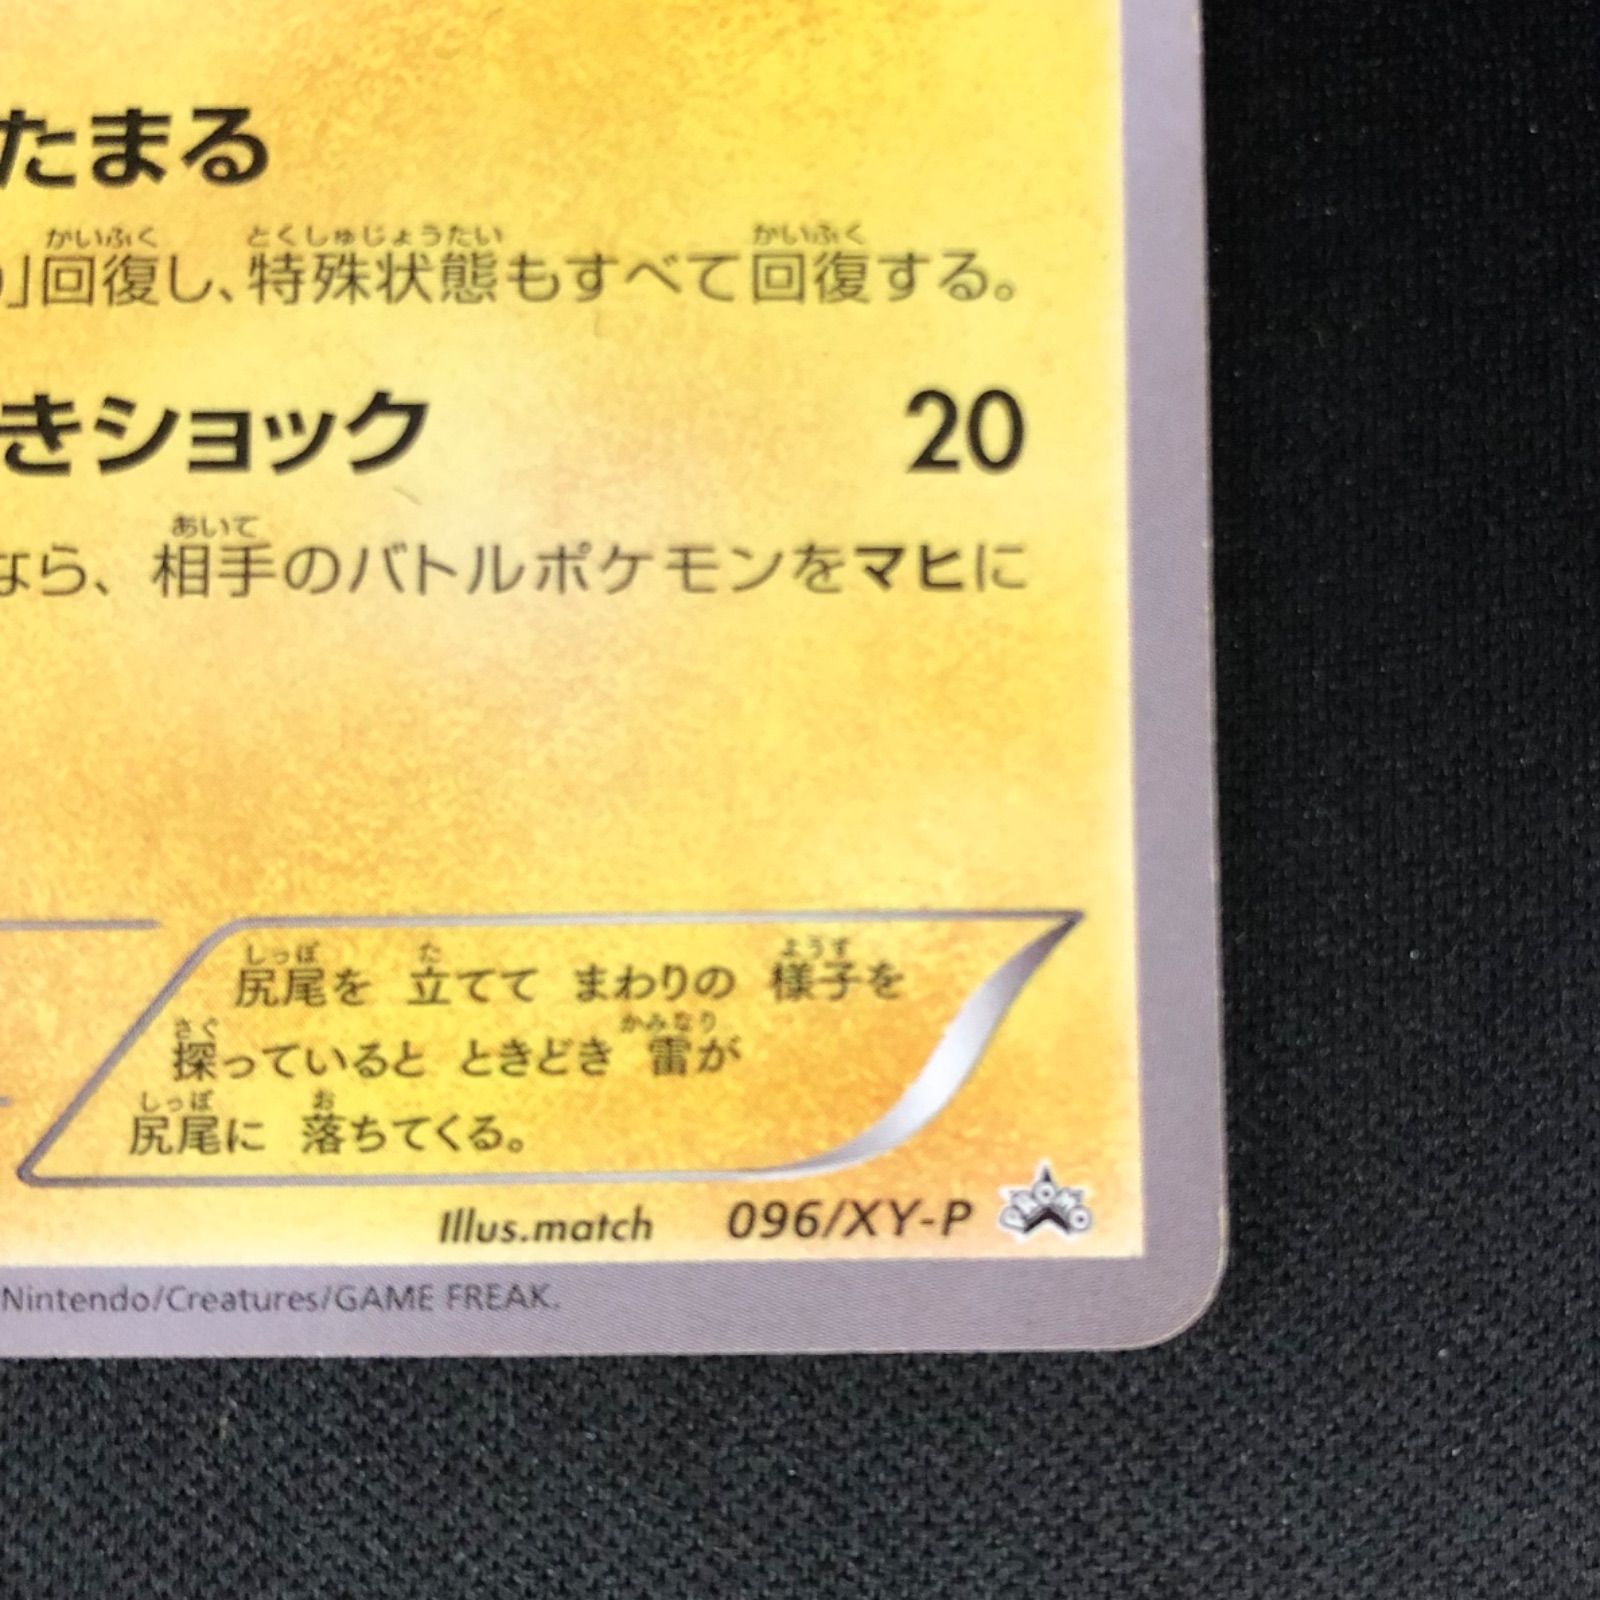 たまる
かいふく とくしゅじょうたい かいふく
」回復し、特殊状態もすべて回復する。
きショック 20
あいて
なら、相手のバトルポケモンをマヒに
しっぽ た ようす
尻尾を 立てて まわりの 様子を
さぐ かみなり
探っていると ときどき 雷が
しっぽ お
尻尾に 落ちてくる。
Illus.match 096/XY-P PROMO
Nintendo/Creatures/GAME FREAK.